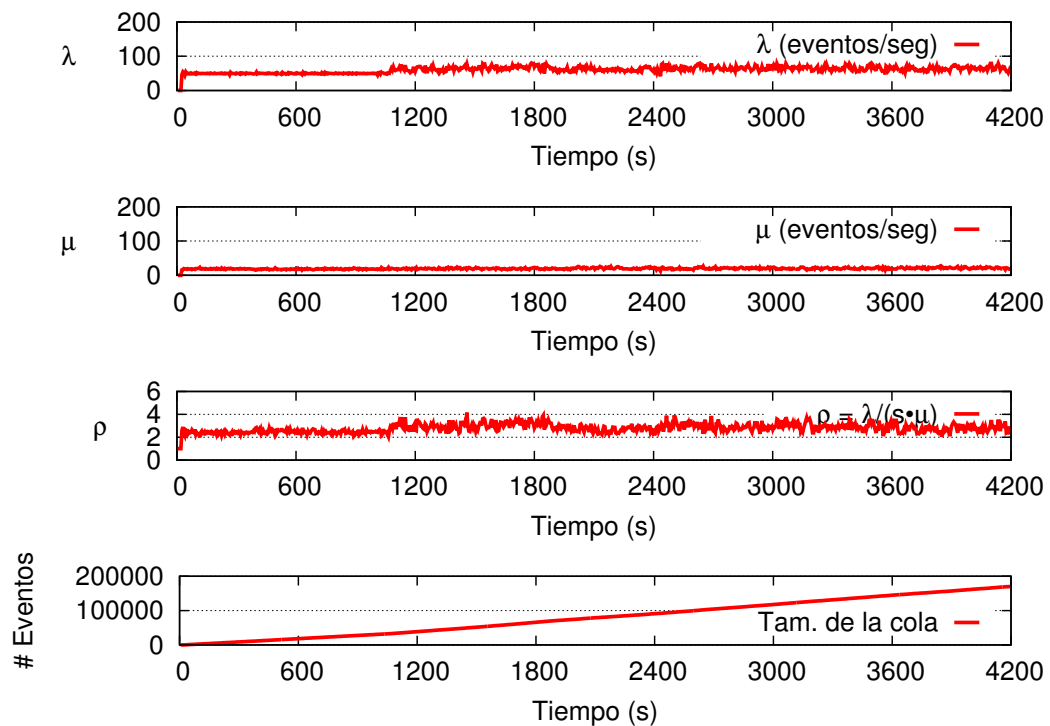 200
100
0
λ
λ (eventos/seg)
0 600 1200 1800 2400 3000 3600 4200
Tiempo (s)
200
100
0
μ
μ (eventos/seg)
0 600 1200 1800 2400 3000 3600 4200
Tiempo (s)
6
4
2
0
ρ
ρ = λ/(s•μ)
0 600 1200 1800 2400 3000 3600 4200
Tiempo (s)
# Eventos
200000
100000
0
Tam. de la cola
0 600 1200 1800 2400 3000 3600 4200
Tiempo (s)